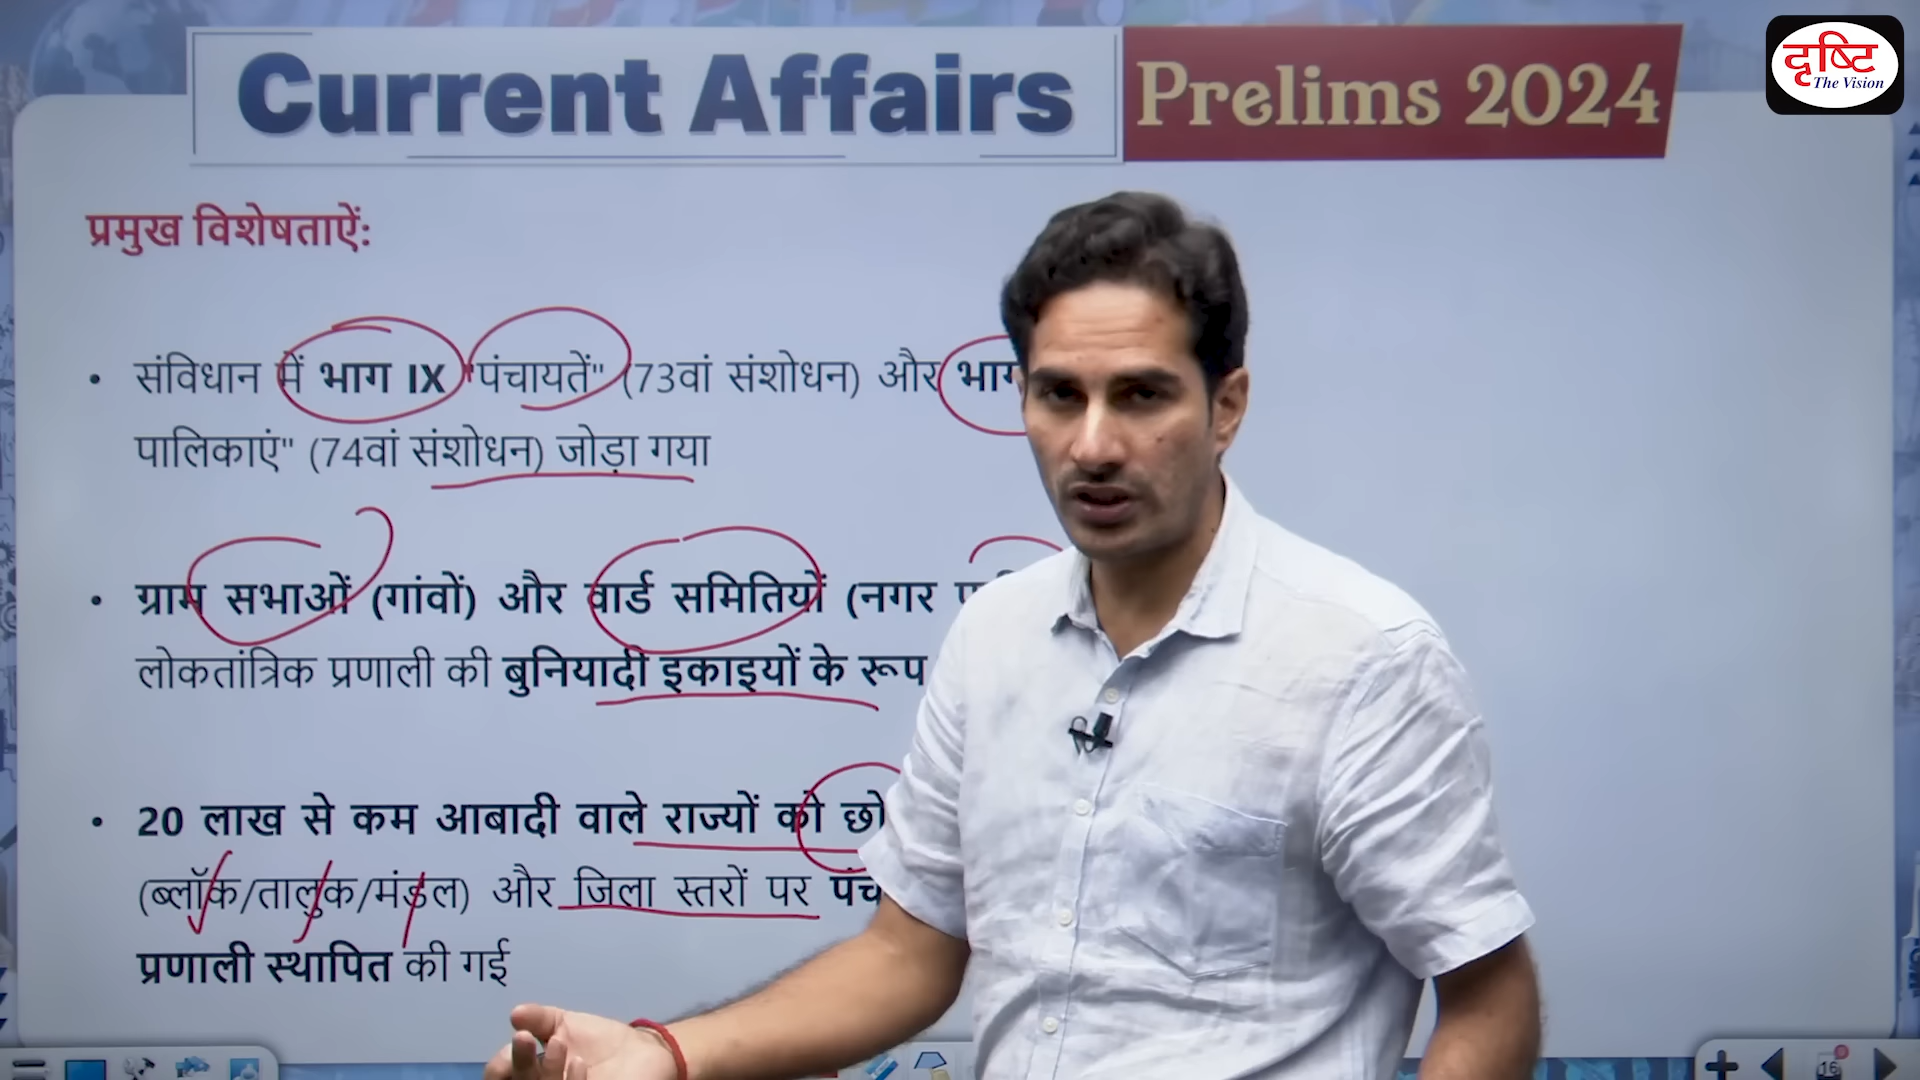 Current Affairs Prelims 2024
दृष्टि
The Vision
प्रमुख विशेषताऐं:
• संविधान में भाग IX "पंचायतें" (73वां संशोधन) और भाग
पालिकाएं" (74वां संशोधन) जोड़ा गया
• ग्राम सभाओं (गांवों) और वार्ड समितियों (नगर
लोकतांत्रिक प्रणाली की बुनियादी इकाइयों के रूप
• 20 लाख से कम आबादी वाले राज्यों को
(ब्लॉक/तालुक/मंडल) और जिला स्तरों पर
प्रणाली स्थापित की गई
16